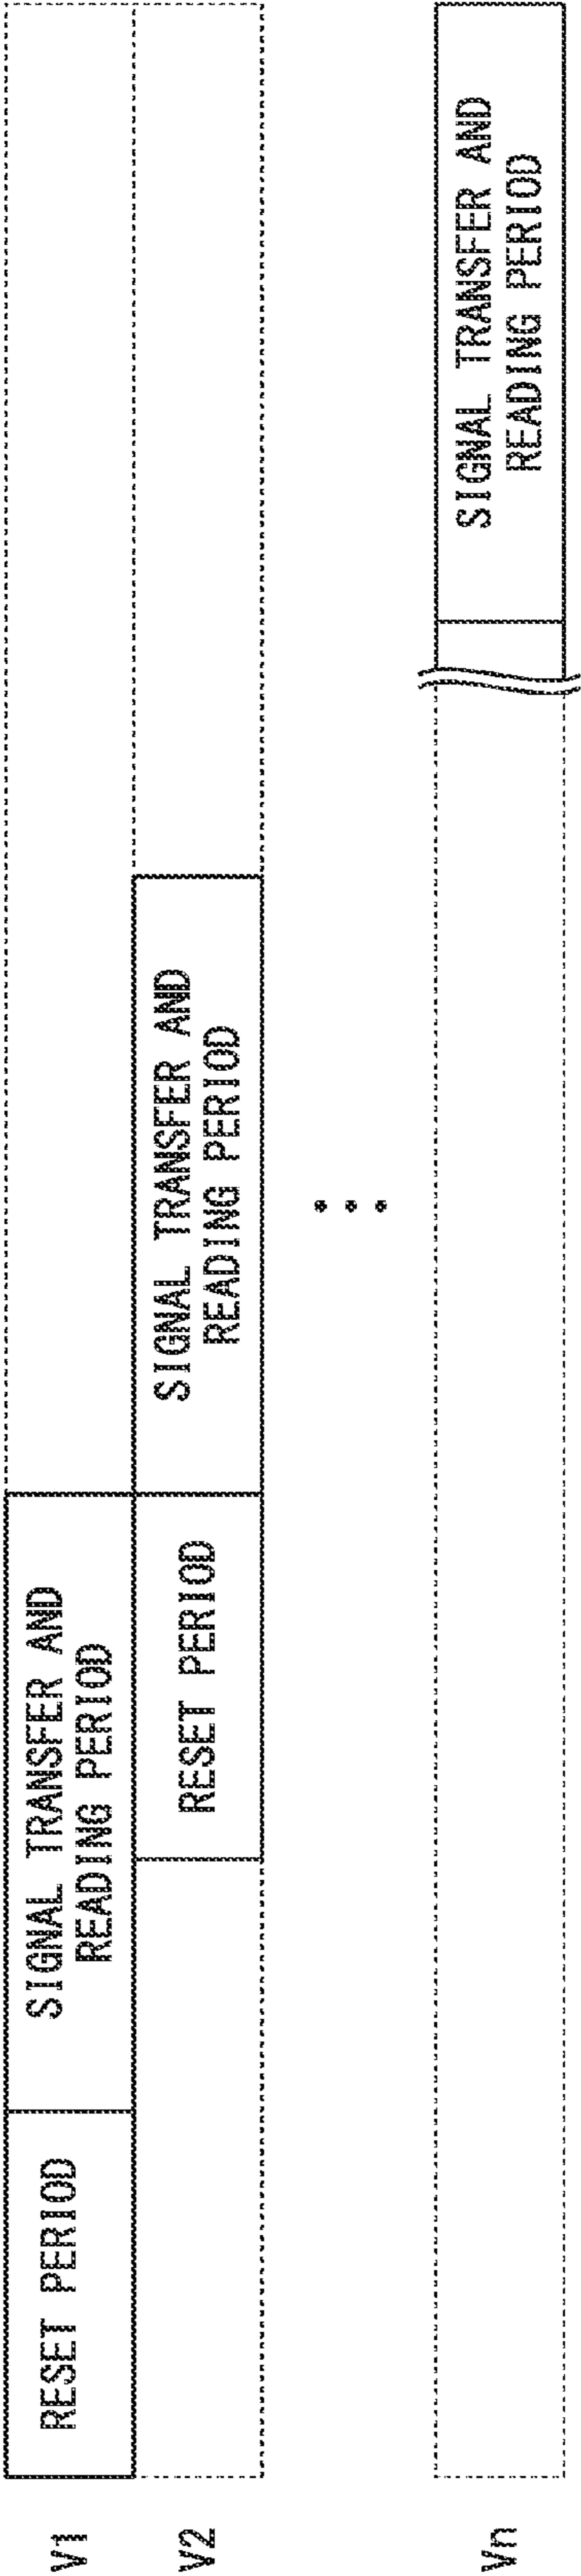 V1
RESET PERIOD
SIGNAL TRANSFER AND
READING PERIOD
V2
RESET PERIOD
SIGNAL TRANSFER AND
READING PERIOD
...
Vn
SIGNAL TRANSFER AND
READING PERIOD